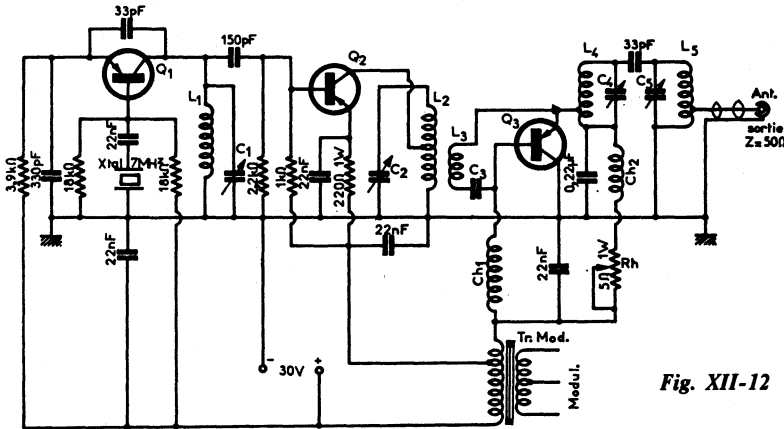 33pF
Q1
150pF
3,9kΩ
330pF
18kΩ
22nF
Xtal 7MHz
18kΩ
22nF
L1
C1
2,2kΩ
1kΩ
Q2
22nF
220Ω 1W
C2
L2
22nF
- 30V +
L3
C3
Q3
Ch1
22nF
L4
C4
33pF
C5
L5
0,22µF
Ch2
5Ω 1W
Rh
Ant.
sortie
Z=50Ω
Tr. Mod.
Modul.
Fig. XII-12